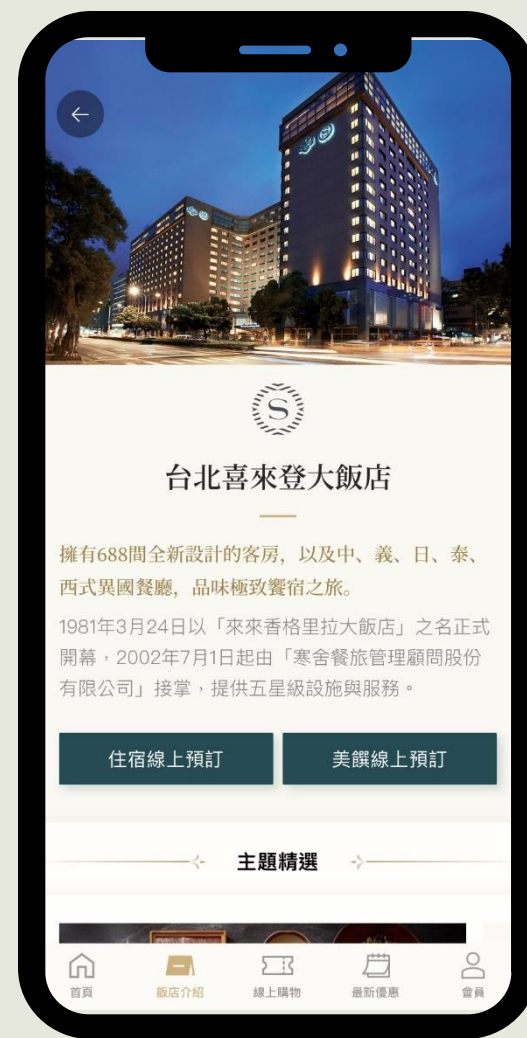 S
台北喜來登大飯店
擁有688間全新設計的客房，以及中、義、日、泰、
西式異國餐廳，品味極致饗宿之旅。
1981年3月24日以「來來香格里拉大飯店」之名正式
開幕，2002年7月1日起由「寒舍餐旅管理顧問股份
有限公司」接掌，提供五星級設施與服務。
住宿線上預訂
美饌線上預訂
主題精選
首頁
飯店介紹
線上購物
最新優惠
會員